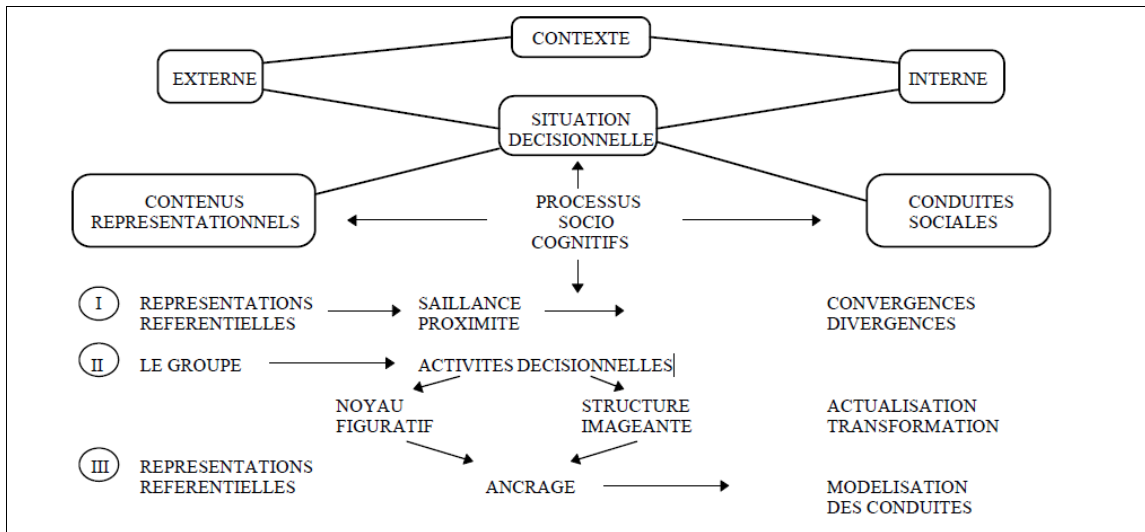 CONTEXTE
EXTERNE
INTERNE
SITUATION
DECISIONNELLE
CONTENUS
REPRESENTATIONNELS
PROCESSUS
SOCIO
COGNITIFS
CONDUITES
SOCIALES
I
REPRESENTATIONS
REFERENTIELLES
SAILLANCE
PROXIMITE
CONVERGENCES
DIVERGENCES
II
LE GROUPE
ACTIVITES DECISIONNELLES
NOYAU
FIGURATIF
STRUCTURE
IMAGEANTE
ACTUALISATION
TRANSFORMATION
III
REPRESENTATIONS
REFERENTIELLES
ANCRAGE
MODELISATION
DES CONDUITES